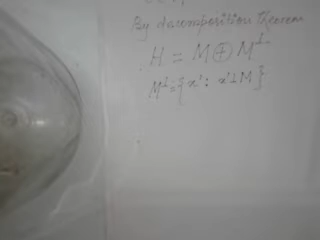 By decomposition theorem
H = M ⊕ M⊥
M⊥ = { x' : x' ⊥ M }